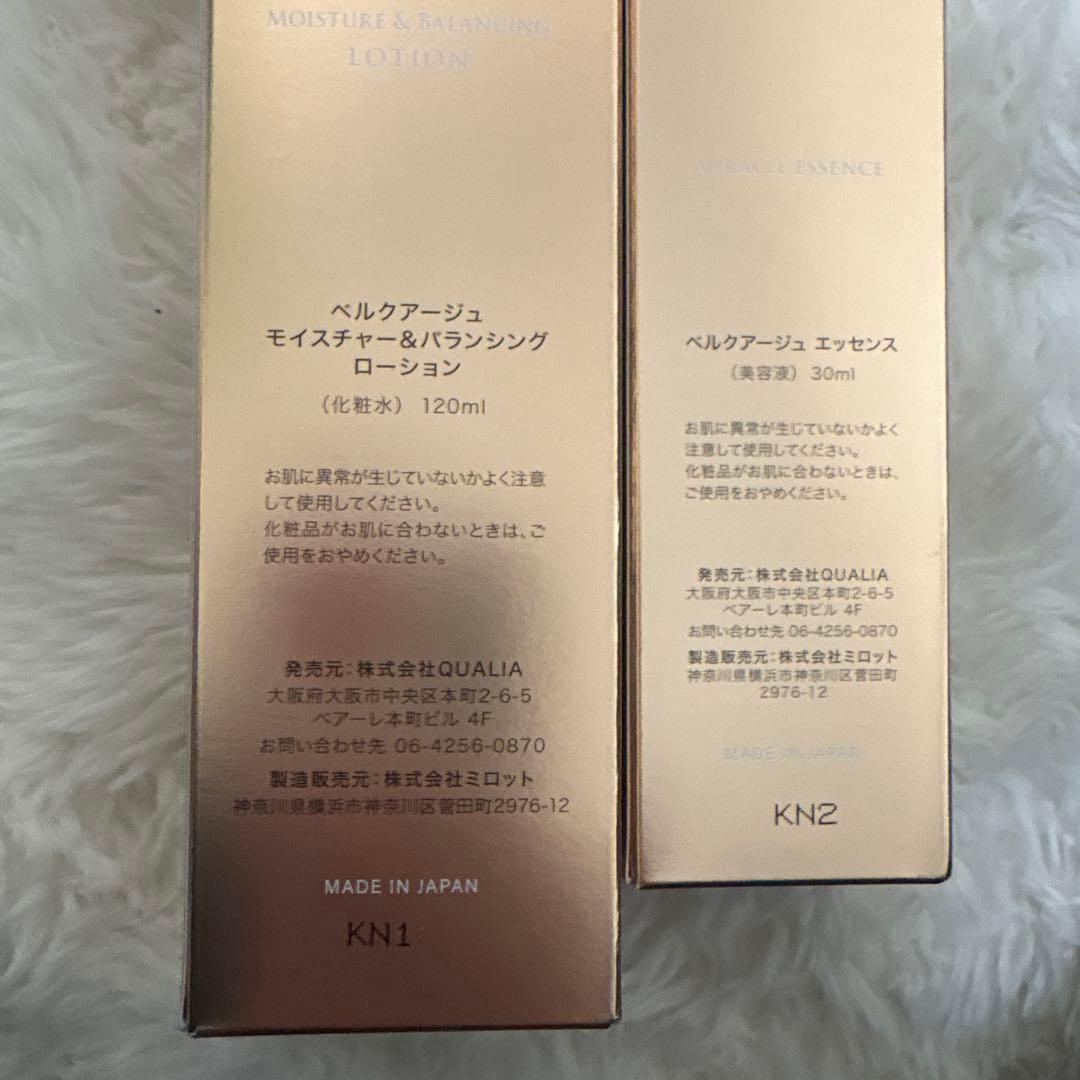 MOISTURE & BALANCING
LOTION
ベルクアージュ
モイスチャー&バランシング
ローション
(化粧水) 120ml
お肌に異常が生じていないかよく注意
して使用してください。
化粧品がお肌に合わないときは、ご
使用をおやめください。
発売元:株式会社QUALIA
大阪府大阪市中央区本町2-6-5
ベアーレ本町ビル 4F
お問い合わせ先 06-4256-0870
製造販売元:株式会社ミロット
神奈川県横浜市神奈川区菅田町2976-12
MADE IN JAPAN
KN1
MIRACLE ESSENCE
ベルクアージュ エッセンス
(美容液) 30ml
お肌に異常が生じていないかよく
注意して使用してください。
化粧品がお肌に合わないときは、
ご使用をおやめください。
発売元:株式会社QUALIA
大阪府大阪市中央区本町2-6-5
ベアーレ本町ビル 4F
お問い合わせ先 06-4256-0870
製造販売元:株式会社ミロット
神奈川県横浜市神奈川区菅田町
2976-12
MADE IN JAPAN
KN2